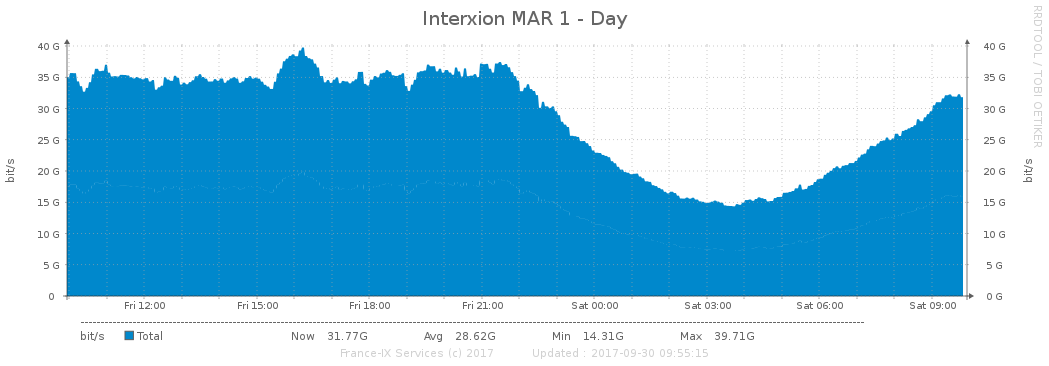 Interxion MAR 1 - Day
RRDTOOL / TOBI OETIKER
bit/s
40 G 40 G
35 G 35 G
30 G 30 G
25 G 25 G
20 G 20 G
15 G 15 G
10 G 10 G
5 G 5 G
0 0 G
bit/s
Fri 12:00 Fri 15:00 Fri 18:00 Fri 21:00 Sat 00:00 Sat 03:00 Sat 06:00 Sat 09:00
bit/s Total Now 31.77G Avg 28.62G Min 14.31G Max 39.71G
France-IX Services (c) 2017 Updated : 2017-09-30 09:55:15